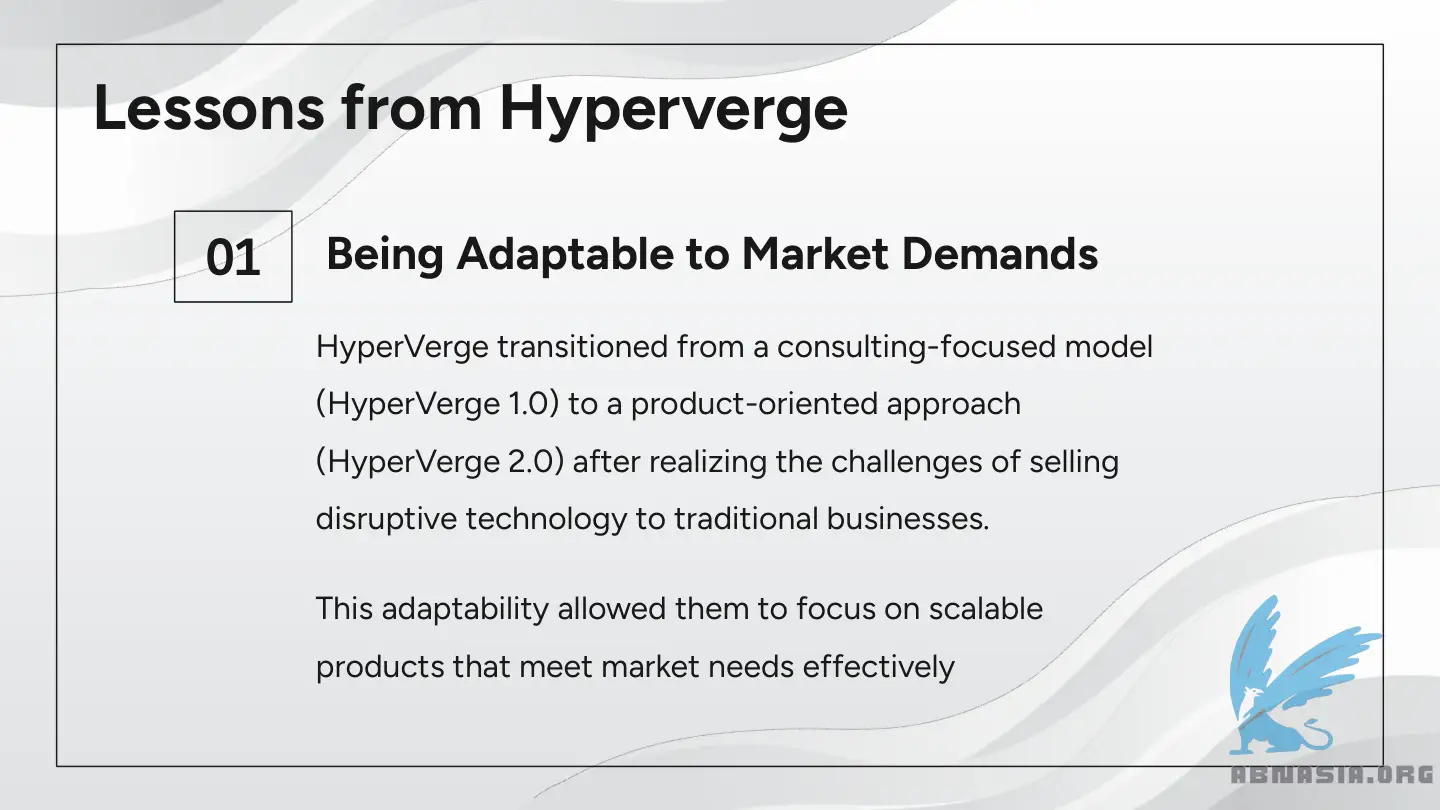 Lessons from Hyperverge
01
Being Adaptable to Market Demands
HyperVerge transitioned from a consulting-focused model
(HyperVerge 1.0) to a product-oriented approach
(HyperVerge 2.0) after realizing the challenges of selling
disruptive technology to traditional businesses.
This adaptability allowed them to focus on scalable
products that meet market needs effectively
ABNASIA.ORG